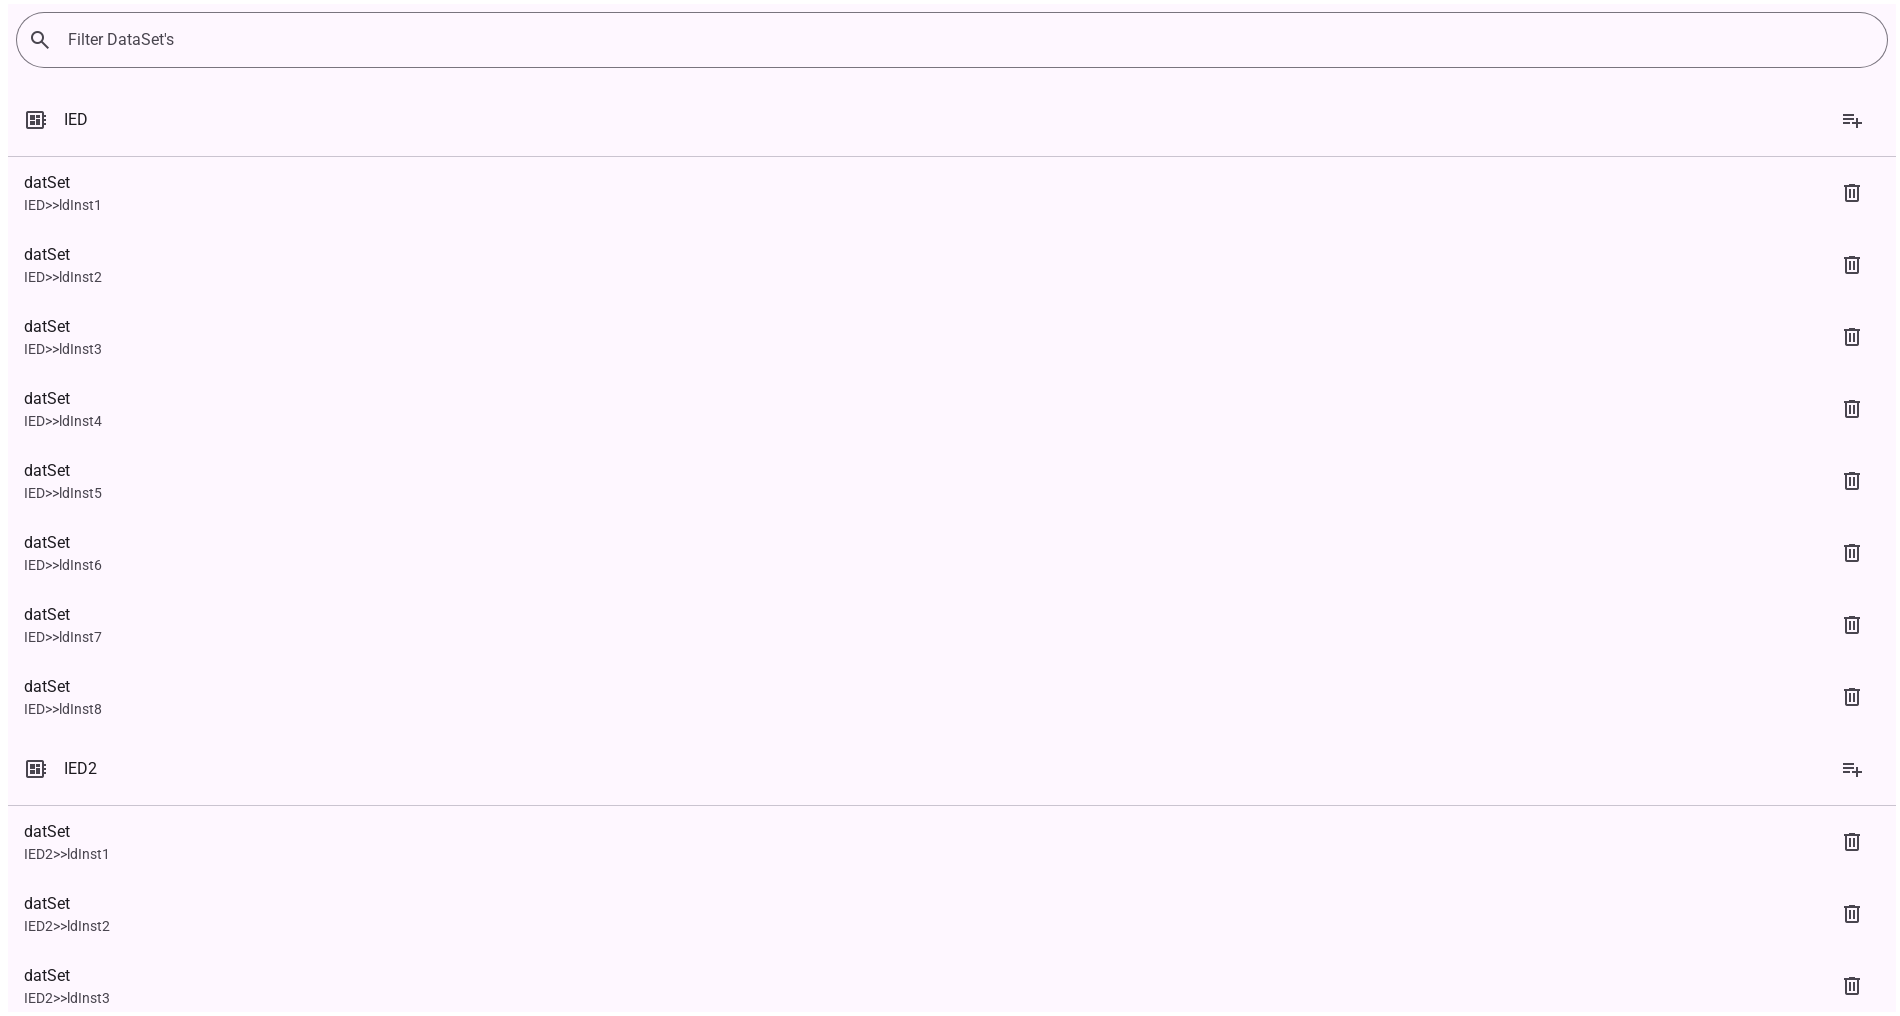 Filter DataSet's
IED
datSet
IED>>ldInst1
datSet
IED>>ldInst2
datSet
IED>>ldInst3
datSet
IED>>ldInst4
datSet
IED>>ldInst5
datSet
IED>>ldInst6
datSet
IED>>ldInst7
datSet
IED>>ldInst8
IED2
datSet
IED2>>ldInst1
datSet
IED2>>ldInst2
datSet
IED2>>ldInst3